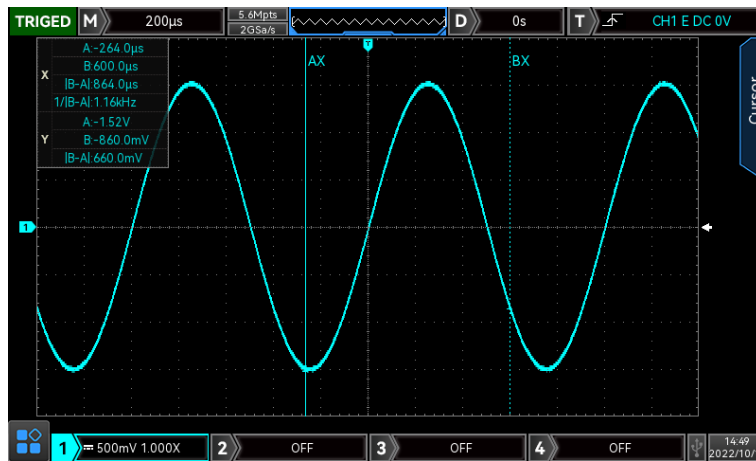 TRIGED M 200µs 5.6Mpts 2GSa/s D 0s T CH1 E DC 0V
X
A:-264.0µs
B:600.0µs
|B-A|:864.0µs
1/|B-A|:1.16kHz
Y
A:-1.52V
B:-860.0mV
|B-A|:660.0mV
T
AX BX
Cursor
1
1 500mV 1.000X 2 OFF 3 OFF 4 OFF 14:49
2022/10